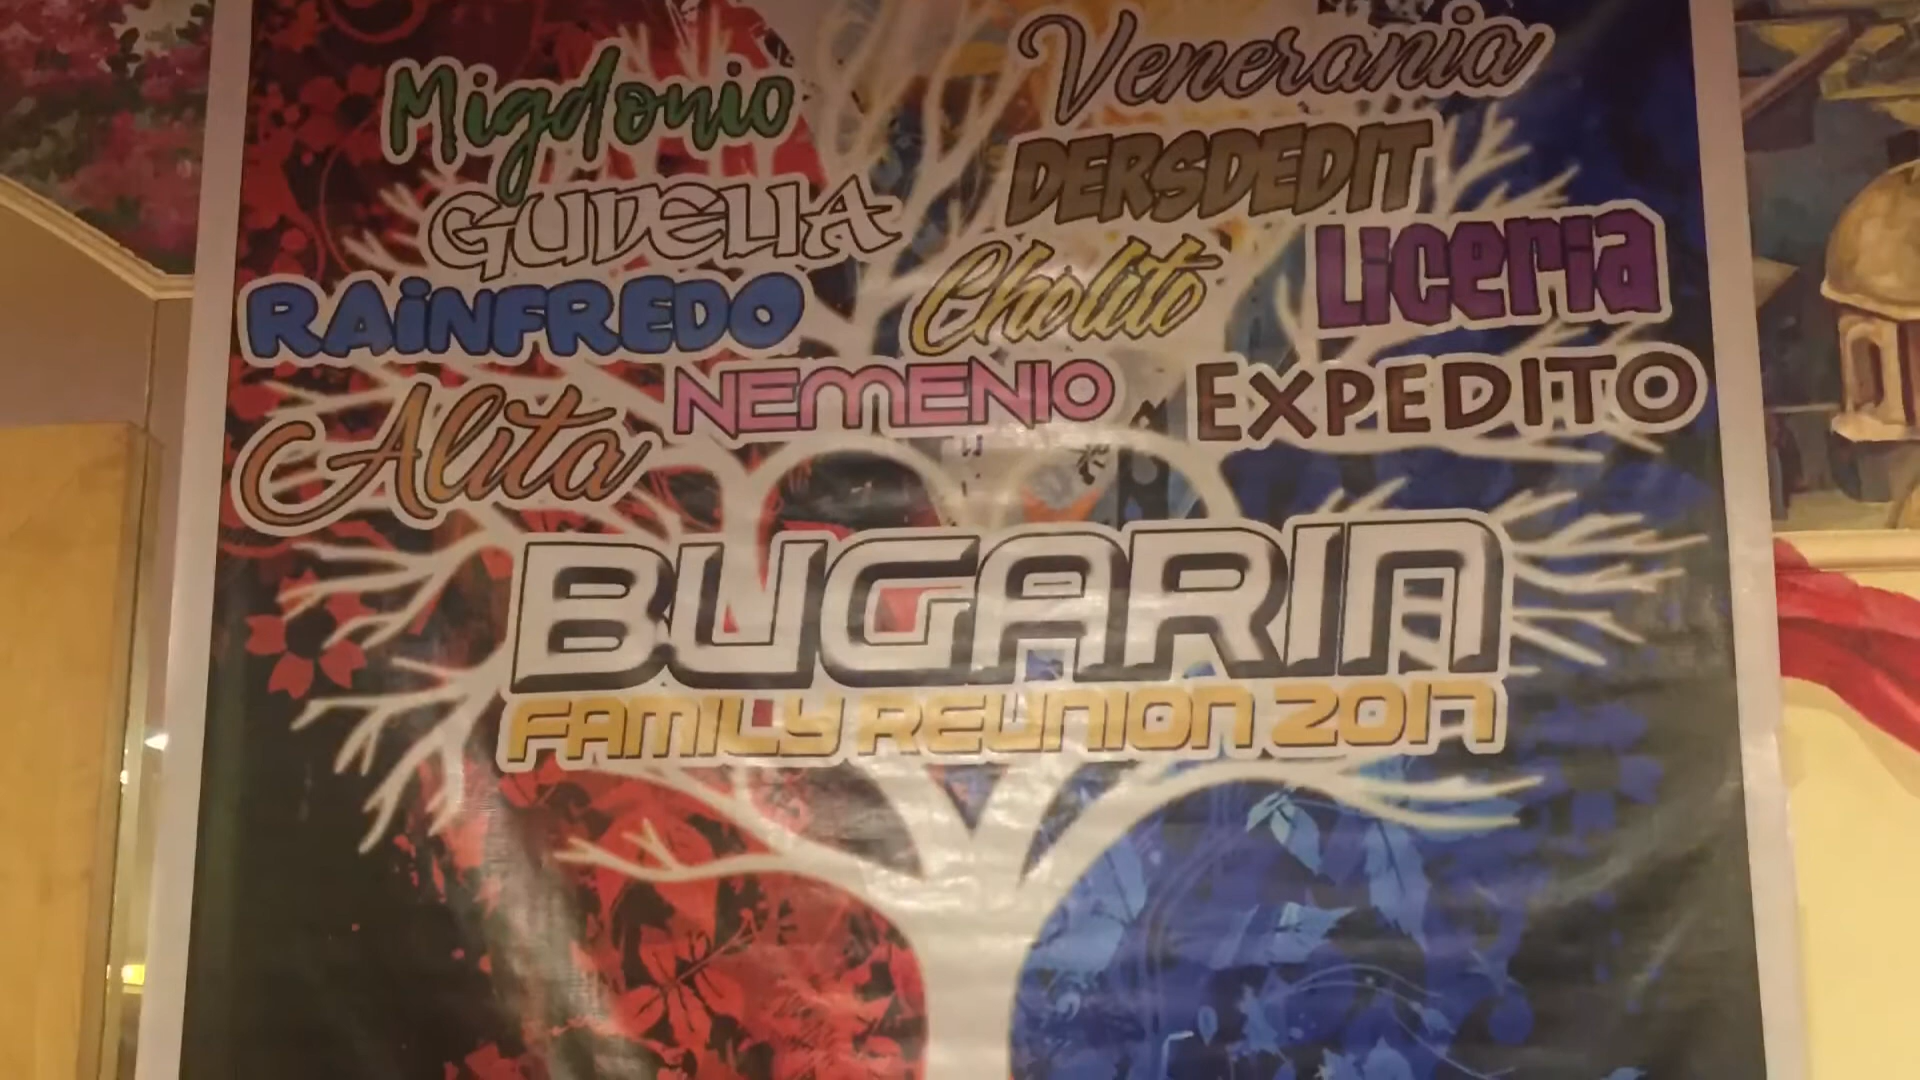 Migdonio
Venerania
GUDELIA
DERSDEDIT
RAiNFREDO
Cholito
Liceria
Alita
NEMENIO
EXPEDITO
BUGARIN
FAMILY REUNION 2017